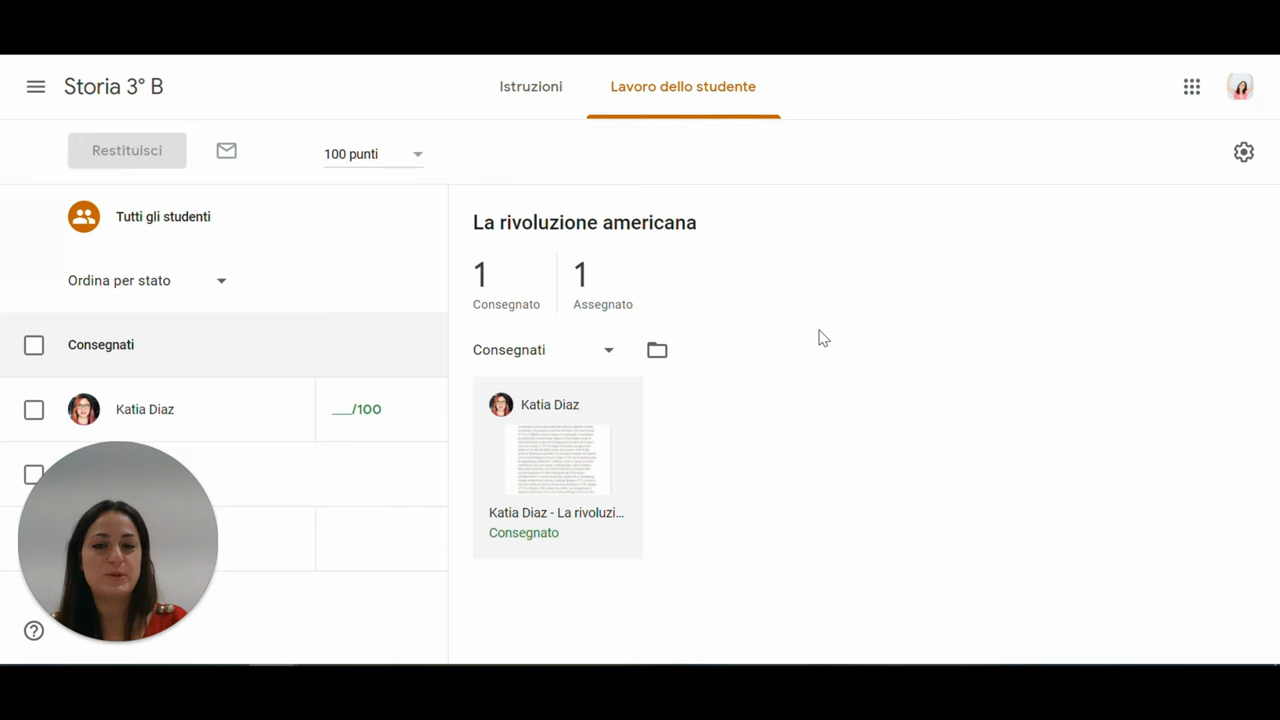 Storia 3° B
Istruzioni
Lavoro dello studente
Restituisci
100 punti
Tutti gli studenti
Ordina per stato
Consegnati
Katia Diaz
__/100
La rivoluzione americana
1
Consegnato
1
Assegnato
Consegnati
Katia Diaz
Katia Diaz - La rivoluzi...
Consegnato